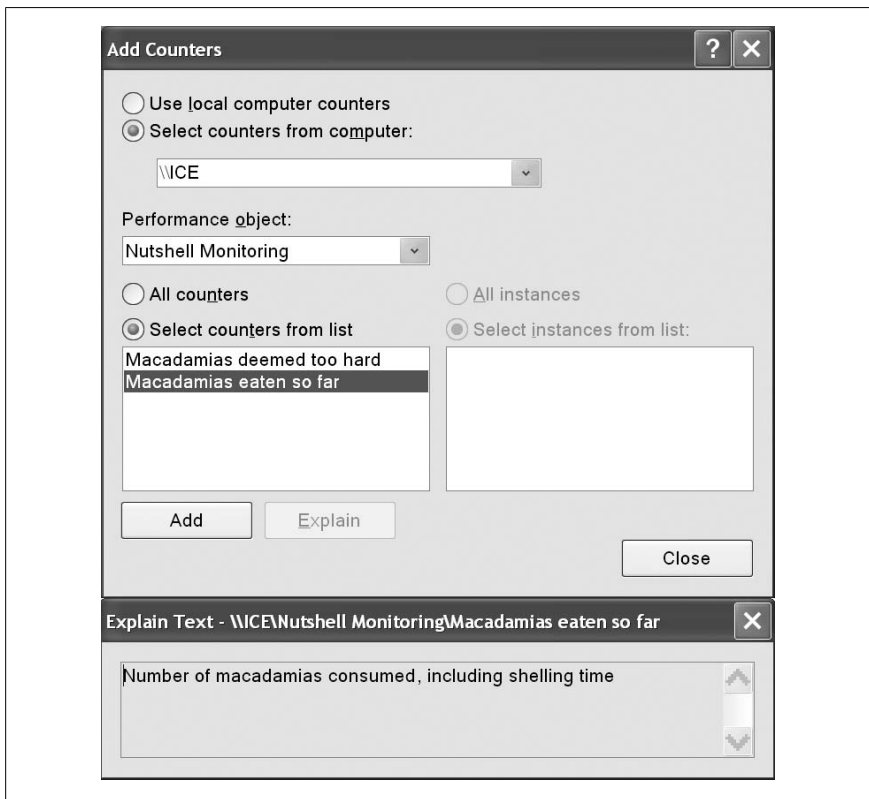 Add Counters
?
Use local computer counters
Select counters from computer:
\\ICE
Performance object:
Nutshell Monitoring
All counters
All instances
Select counters from list
Select instances from list:
Macadamias deemed too hard
Macadamias eaten so far
Add
Explain
Close
Explain Text - \\ICE\Nutshell Monitoring\Macadamias eaten so far
Number of macadamias consumed, including shelling time